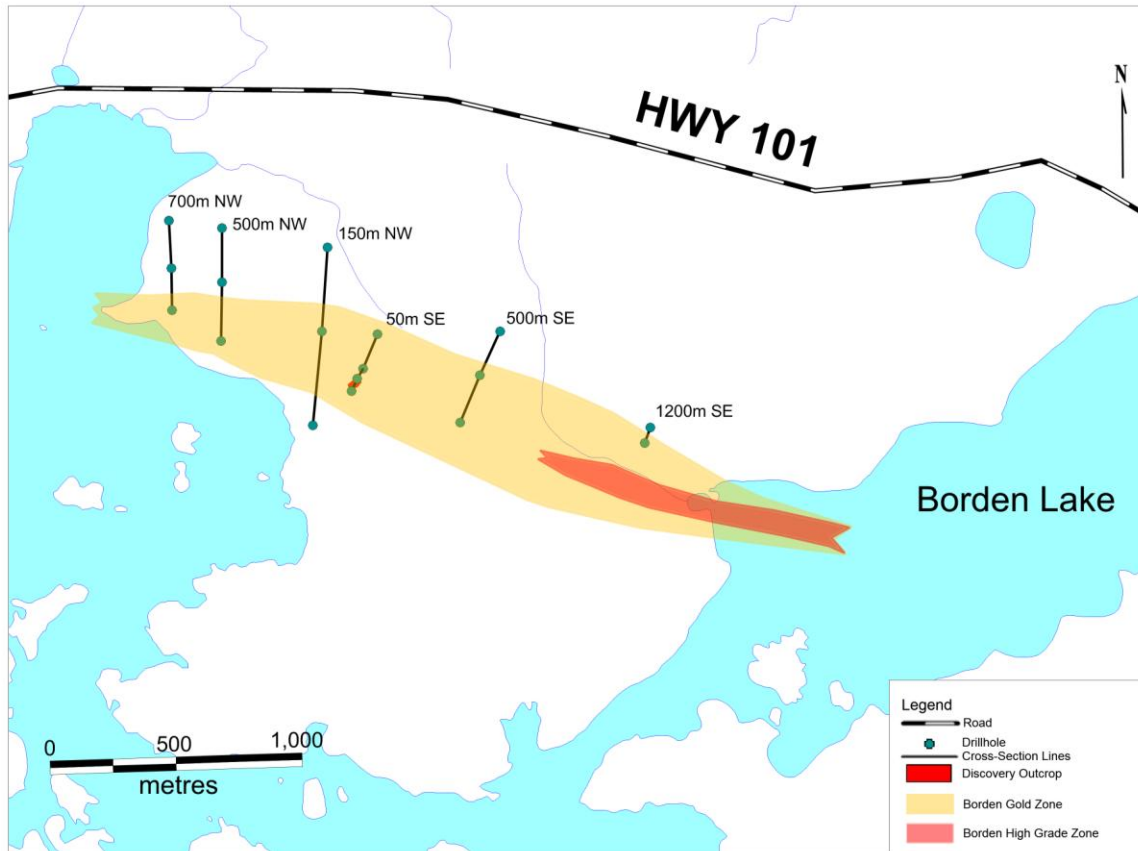 N
HWY 101
700m NW
500m NW
150m NW
50m SE
500m SE
1200m SE
Borden Lake
0 500 1,000
metres
Legend
Road
Drillhole
Cross-Section Lines
Discovery Outcrop
Borden Gold Zone
Borden High Grade Zone